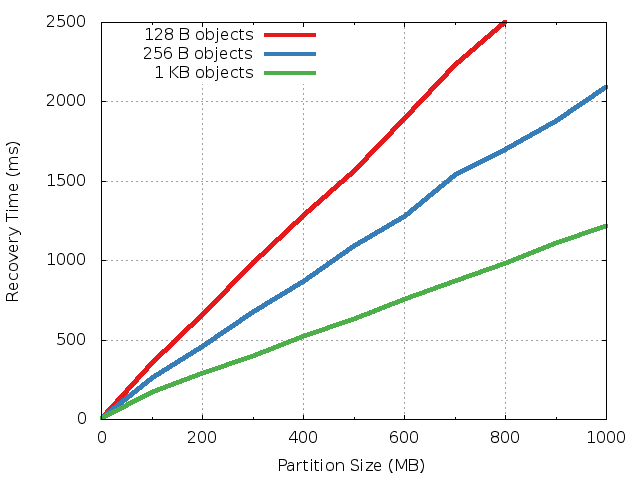 2500
2000
1500
1000
500
0
Recovery Time (ms)
128 B objects
256 B objects
1 KB objects
0 200 400 600 800 1000
Partition Size (MB)